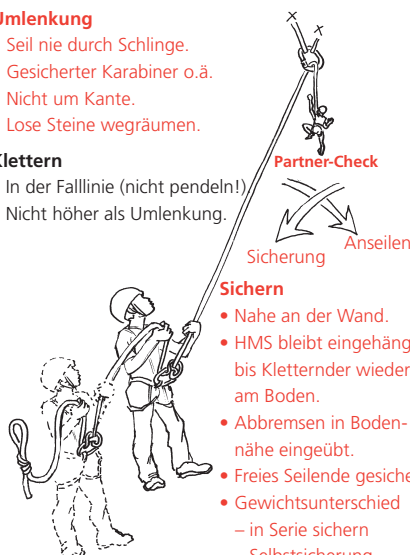 Umlenkung
Seil nie durch Schlinge.
Gesicherter Karabiner o.ä.
Nicht um Kante.
Lose Steine wegräumen.
Klettern
In der Falllinie (nicht pendeln!)
Nicht höher als Umlenkung.
Partner-Check
Sicherung
Anseilen
Sichern
• Nahe an der Wand.
• HMS bleibt eingehäng
bis Kletternder wieder
am Boden.
• Abbremsen in Boden-
nähe eingeübt.
• Freies Seilende gesiche
• Gewichtsunterschied
– in Serie sichern
Selbstsicherung